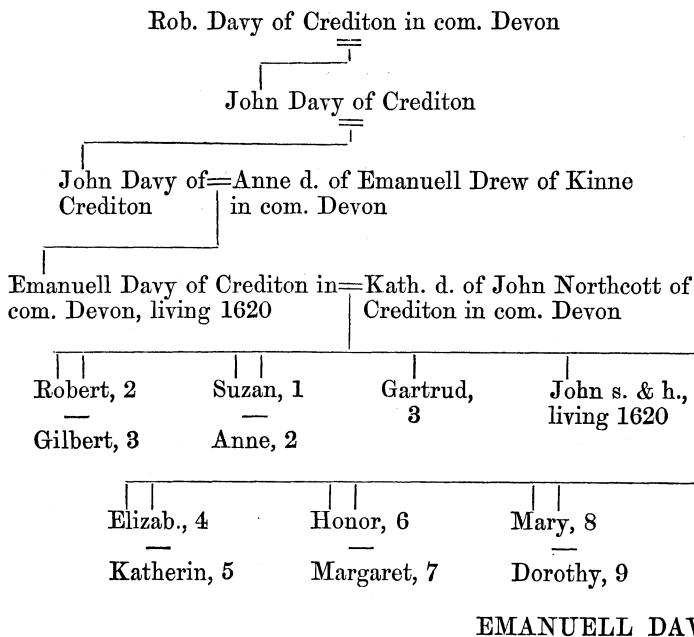 Rob. Davy of Crediton in com. Devon
John Davy of Crediton
John Davy of Anne d. of Emanuell Drew of Kinne
Crediton in com. Devon
Emanuell Davy of Crediton in Kath. d. of John Northcott of
com. Devon, living 1620 Crediton in com. Devon
Robert, 2 Suzan, 1 Gartrud, John s. & h.,
3 living 1620
Gilbert, 3 Anne, 2
Elizab., 4 Honor, 6 Mary, 8
Katherin, 5 Margaret, 7 Dorothy, 9
EMANUELL DAV